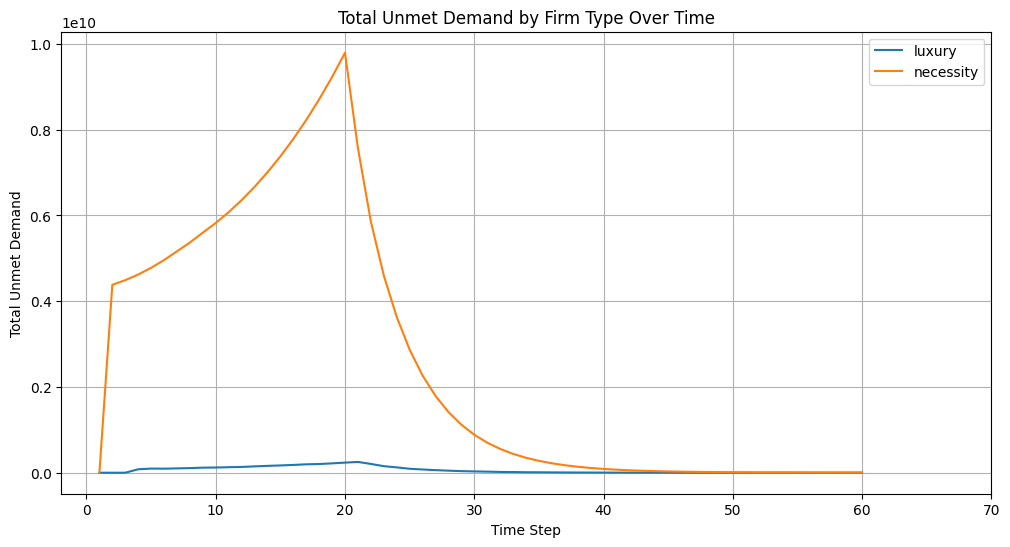 Total Unmet Demand by Firm Type Over Time
1e10
luxury
necessity
1.0
0.8
0.6
0.4
0.2
0.0
Total Unmet Demand
0 10 20 30 40 50 60 70
Time Step